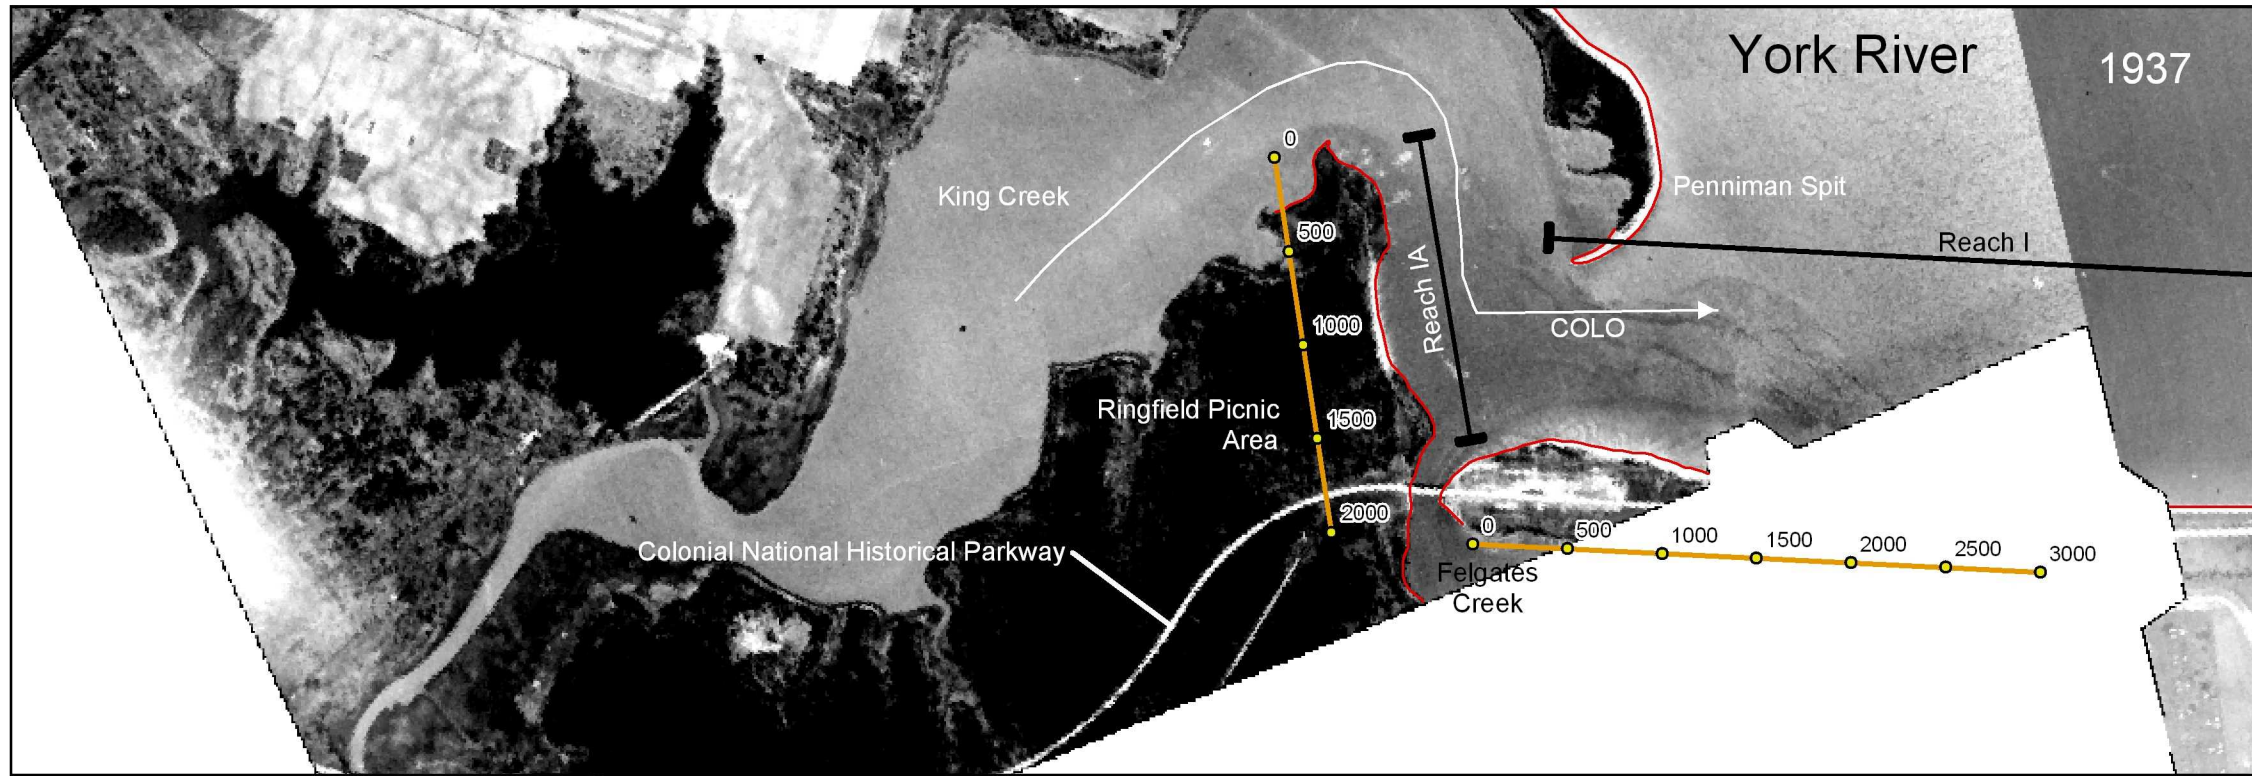 York River
1937
0
King Creek
Penniman Spit
500
Reach I
Reach IA
1000
COLO
Ringfield Picnic
Area
1500
2000
Colonial National Historical Parkway
0
500
1000
1500
2000
2500
3000
Felgates
Creek